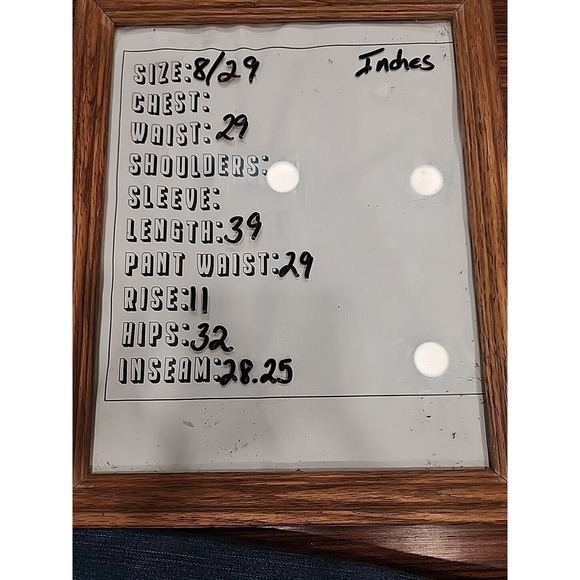 SIZE: 8/29 Inches
CHEST:
WAIST: 29
SHOULDERS:
SLEEVE:
LENGTH: 39
PANT WAIST: 29
RISE: 11
HIPS: 32
INSEAM: 28.25